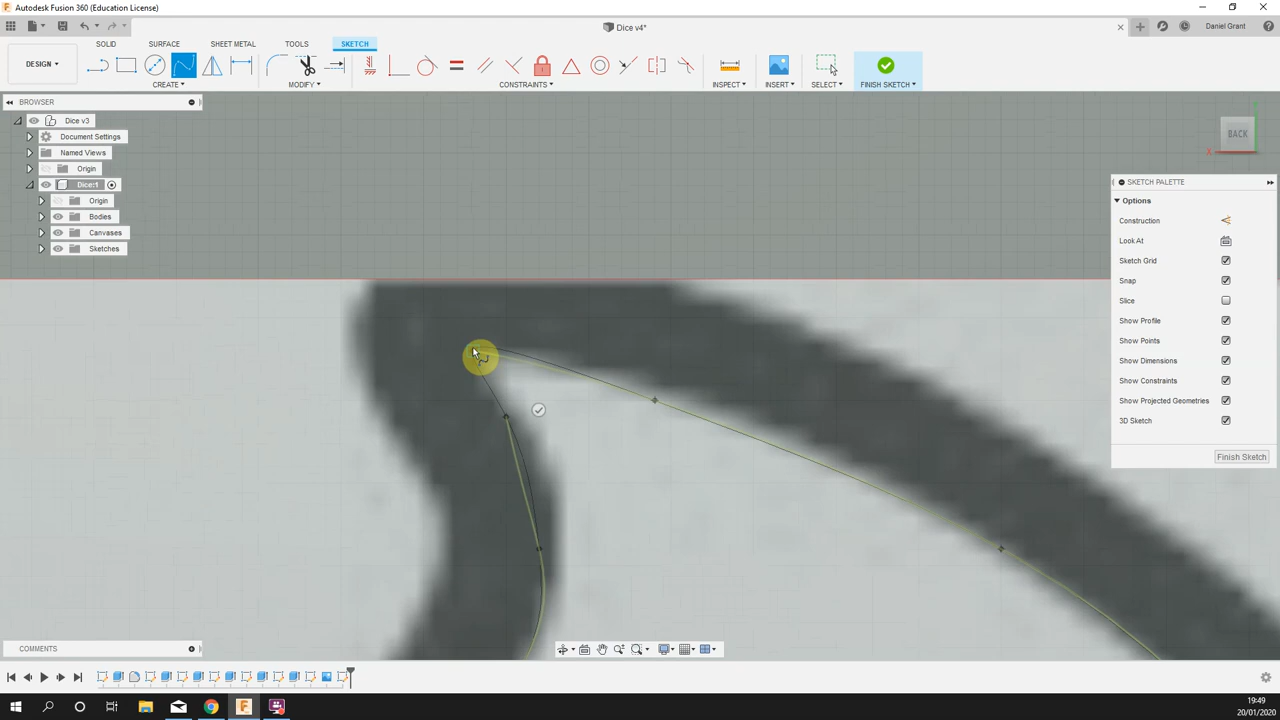 Autodesk Fusion 360 (Education License)
Dice v4*
Daniel Grant
SOLID SURFACE SHEET METAL TOOLS SKETCH
DESIGN
CREATE MODIFY CONSTRAINTS INSPECT INSERT SELECT FINISH SKETCH
BROWSER
Dice v3
Document Settings
Named Views
Origin
Dice:1
Origin
Bodies
Canvases
Sketches
BACK
X
SKETCH PALETTE
Options
Construction
Look At
Sketch Grid
Snap
Slice
Show Profile
Show Points
Show Dimensions
Show Constraints
Show Projected Geometries
3D Sketch
Finish Sketch
COMMENTS
19:49
20/01/2020